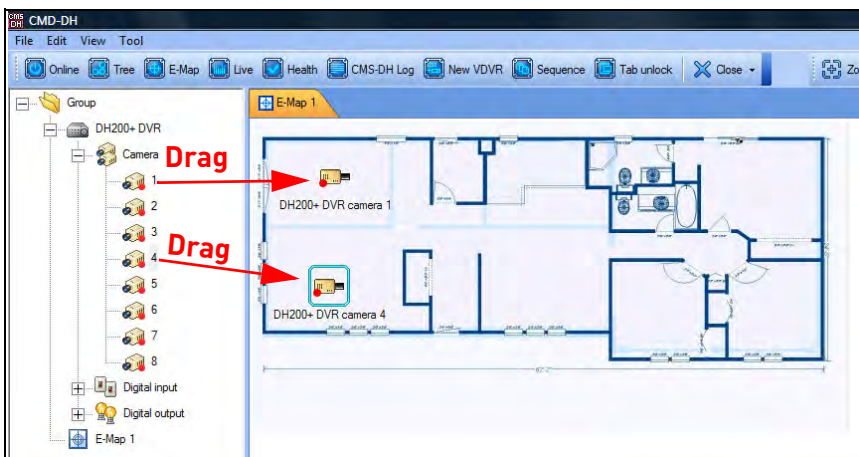 CMS DH CMD-DH
File Edit View Tool
Online Tree E-Map Live Health CMS-DH Log New VDVR Sequence Tab unlock Close Zo
Group
E-Map 1
DH200+ DVR
Camera
Drag
1
DH200+ DVR camera 1
2
3
Drag
4
DH200+ DVR camera 4
5
6
7
8
Digital input
Digital output
E-Map 1